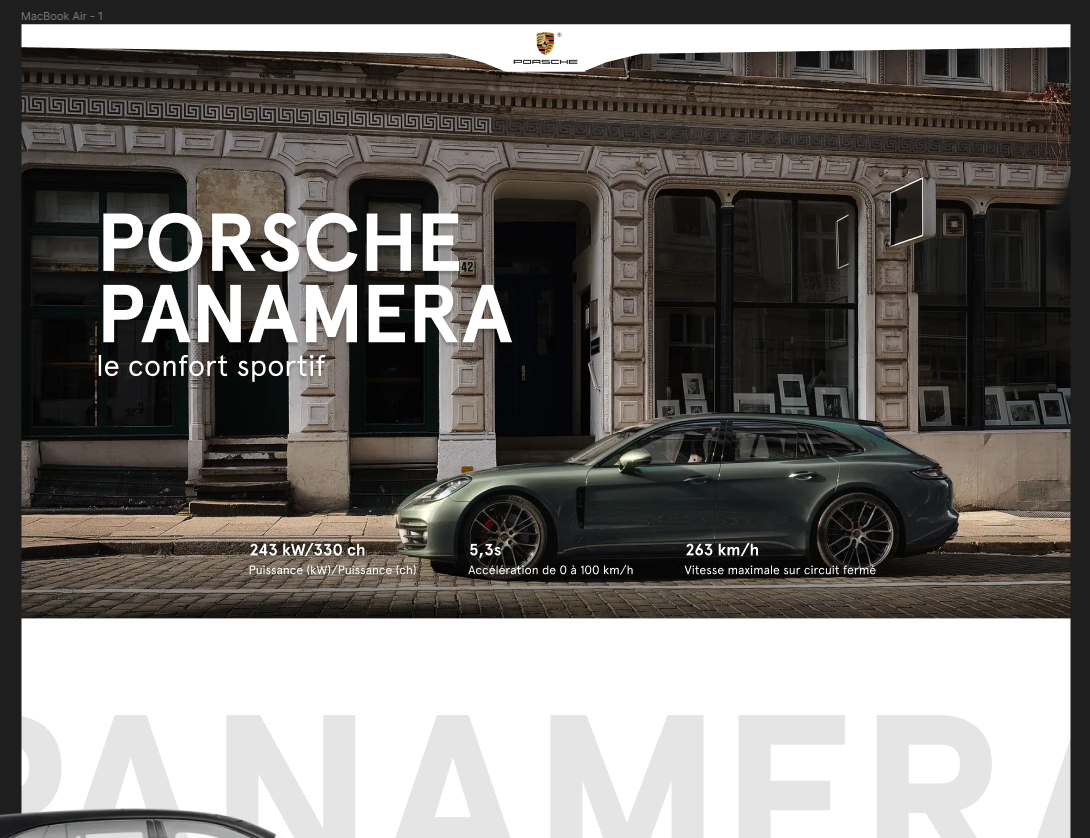 MacBook Air - 1
PORSCHE
PORSCHE
PANAMERA
42
le confort sportif
243 kW/330 ch
5,3s
263 km/h
Puissance (kW)/Puissance (ch)
Accélération de 0 à 100 km/h
Vitesse maximale sur circuit fermé
PANAMERA